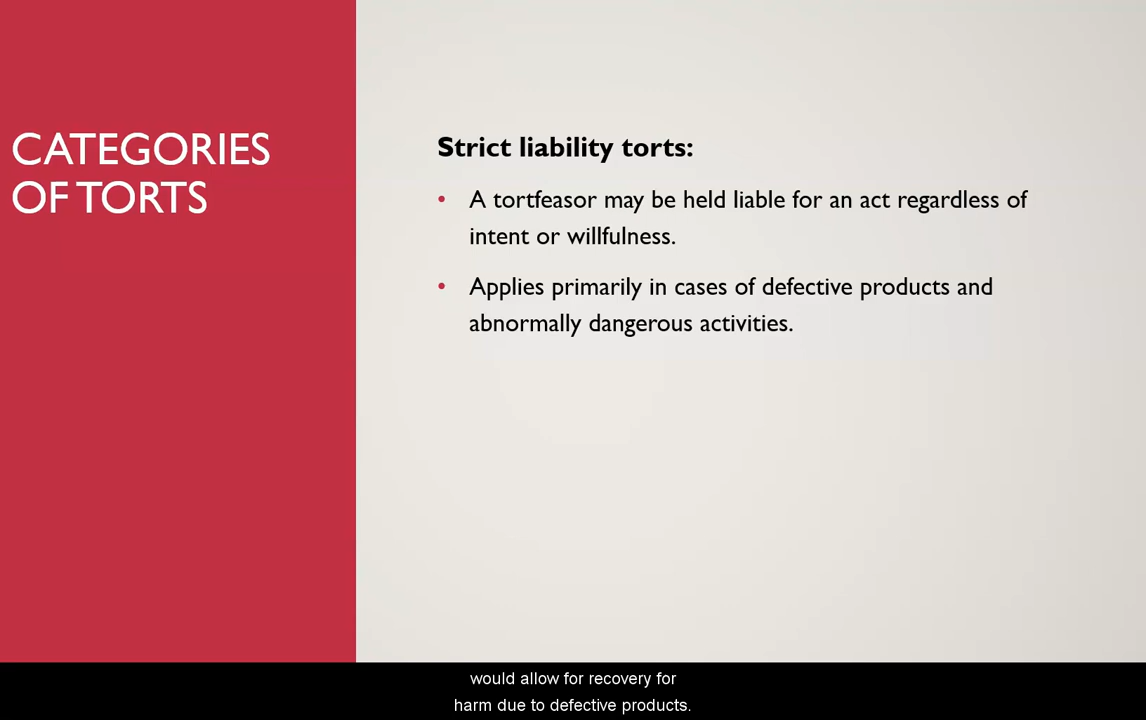 CATEGORIES
OF TORTS
Strict liability torts:
• A tortfeasor may be held liable for an act regardless of
intent or willfulness.
• Applies primarily in cases of defective products and
abnormally dangerous activities.
would allow for recovery for
harm due to defective products.